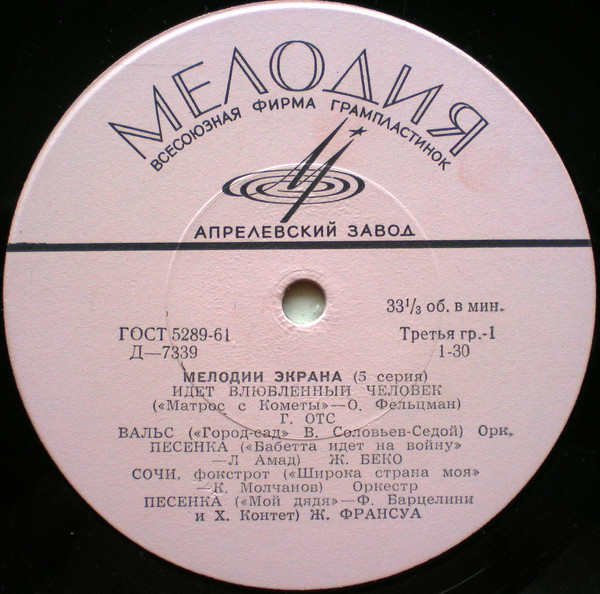 МЕЛОДИЯ
ВСЕСОЮЗНАЯ ФИРМА ГРАМПЛАСТИНОК
АПРЕЛЕВСКИЙ ЗАВОД
33 1/3 об. в мин.
ГОСТ 5289-61 Третья гр.-1
Д—7339 1-30
МЕЛОДИИ ЭКРАНА (5 серия)
ИДЕТ ВЛЮБЛЕННЫЙ ЧЕЛОВЕК
(«Матрос с Кометы»—О. Фельцман)
Г. ОТС
ВАЛЬС («Город-сад» В. Соловьев-Седой) Орк.
ПЕСЕНКА («Бабетта идет на войну»
—Л Амад) Ж. БЕКО
СОЧИ, фокстрот («Широка страна моя»
—К. Молчанов) Оркестр
ПЕСЕНКА («Мой дядя»—Ф. Барцелини
и Х. Контет) Ж. ФРАНСУА